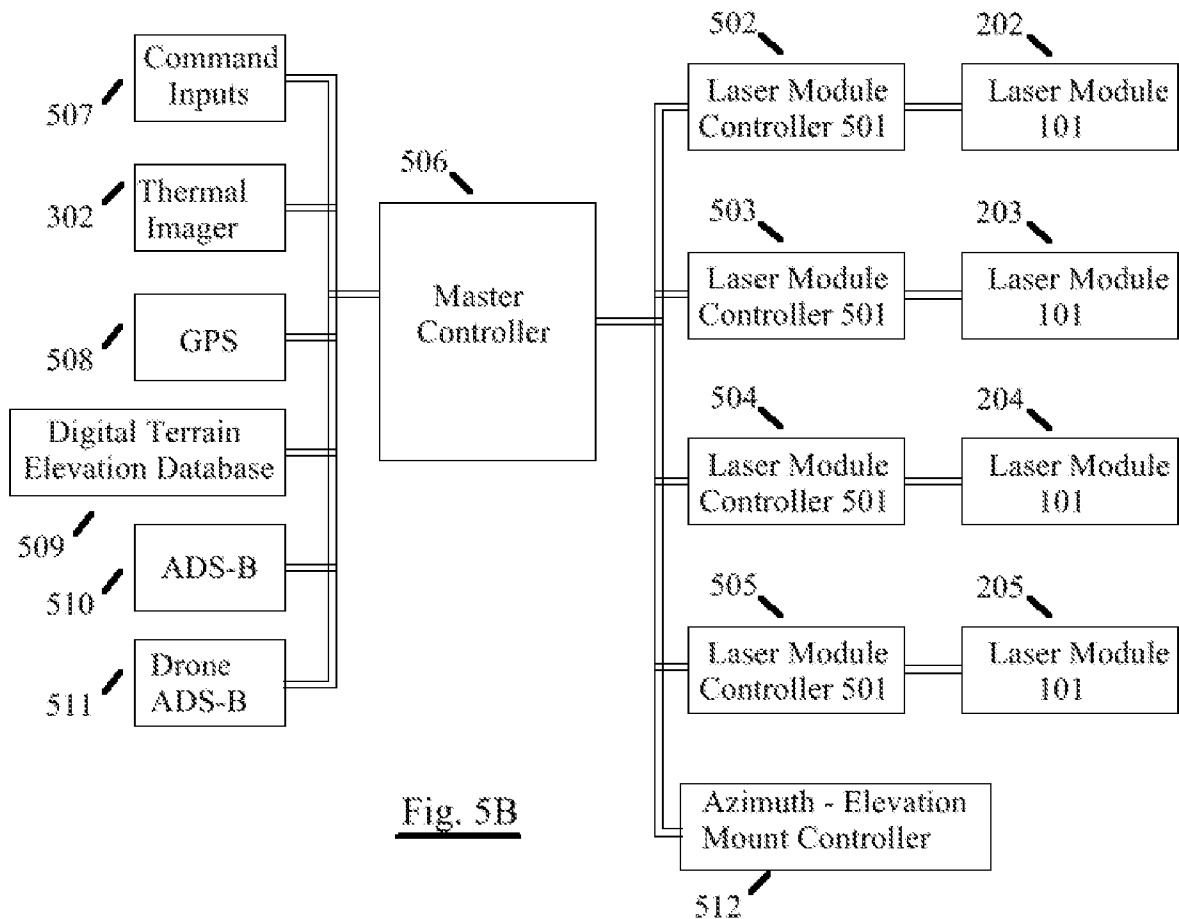 Command
Inputs
507
Thermal
Imager
302
GPS
508
Digital Terrain
Elevation Database
509
ADS-B
510
Drone
ADS-B
511
506
Master
Controller
502
Laser Module
Controller 501
202
Laser Module
101
503
Laser Module
Controller 501
203
Laser Module
101
504
Laser Module
Controller 501
204
Laser Module
101
505
Laser Module
Controller 501
205
Laser Module
101
Azimuth - Elevation
Mount Controller
512
Fig. 5B